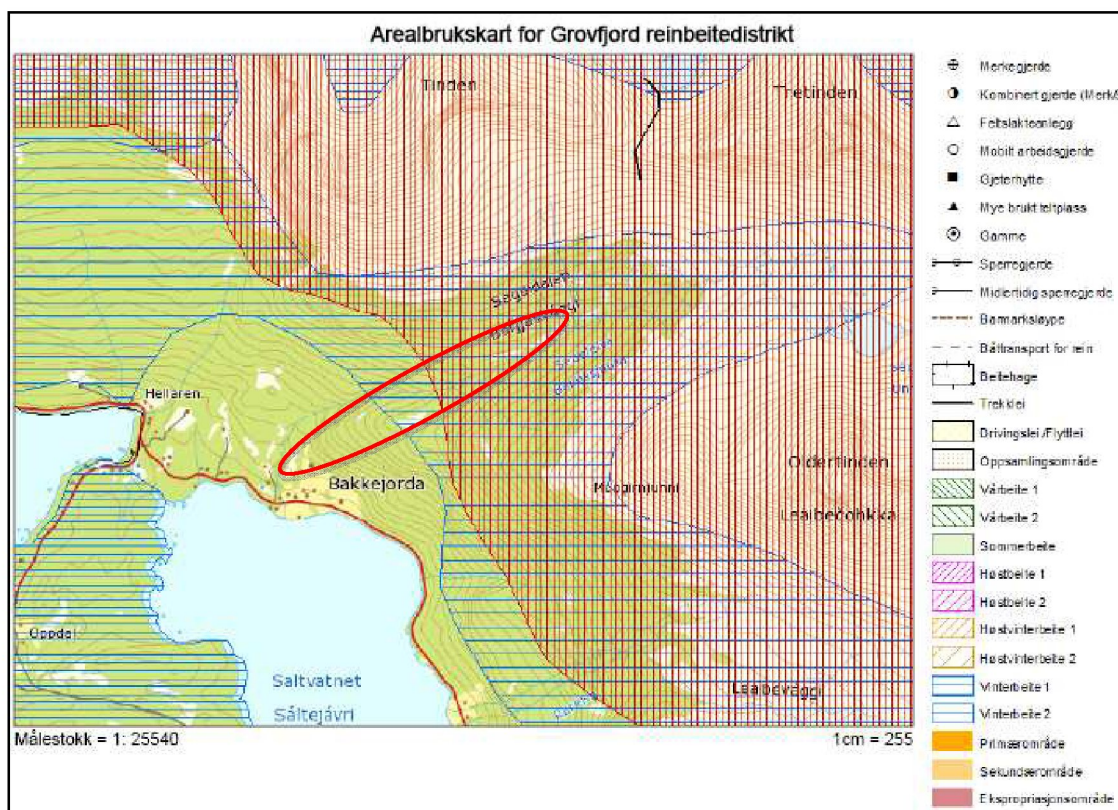 Arealbrukskart for Grovfjord reinbeitedistrikt
Tinden
Tretinden
Hellaren
Bakkejorda
Oldertinden
Lealbečohkka
Oppdal
Saltvatnet
Sáltejávri
Målestokk = 1: 25540
1cm = 255
Merkegjerde
Kombinert gjerde (Merk/
Feltslakteanlegg
Mobilt arbeidsgjerde
Gjeterhytte
Mye brukt teltplass
Gamme
Sperregjerde
Midlertidig sperregjerde
Barmarksløype
Båttransport for rein
Beitehage
Trekklei
Drivingslei /Flyttlei
Oppsamlingsområde
Vårbeite 1
Vårbeite 2
Sommerbeite
Høstbeite 1
Høstbeite 2
Høstvinterbeite 1
Høstvinterbeite 2
Vinterbeite 1
Vinterbeite 2
Primærområde
Sekundærområde
Ekspropriasjonsområde